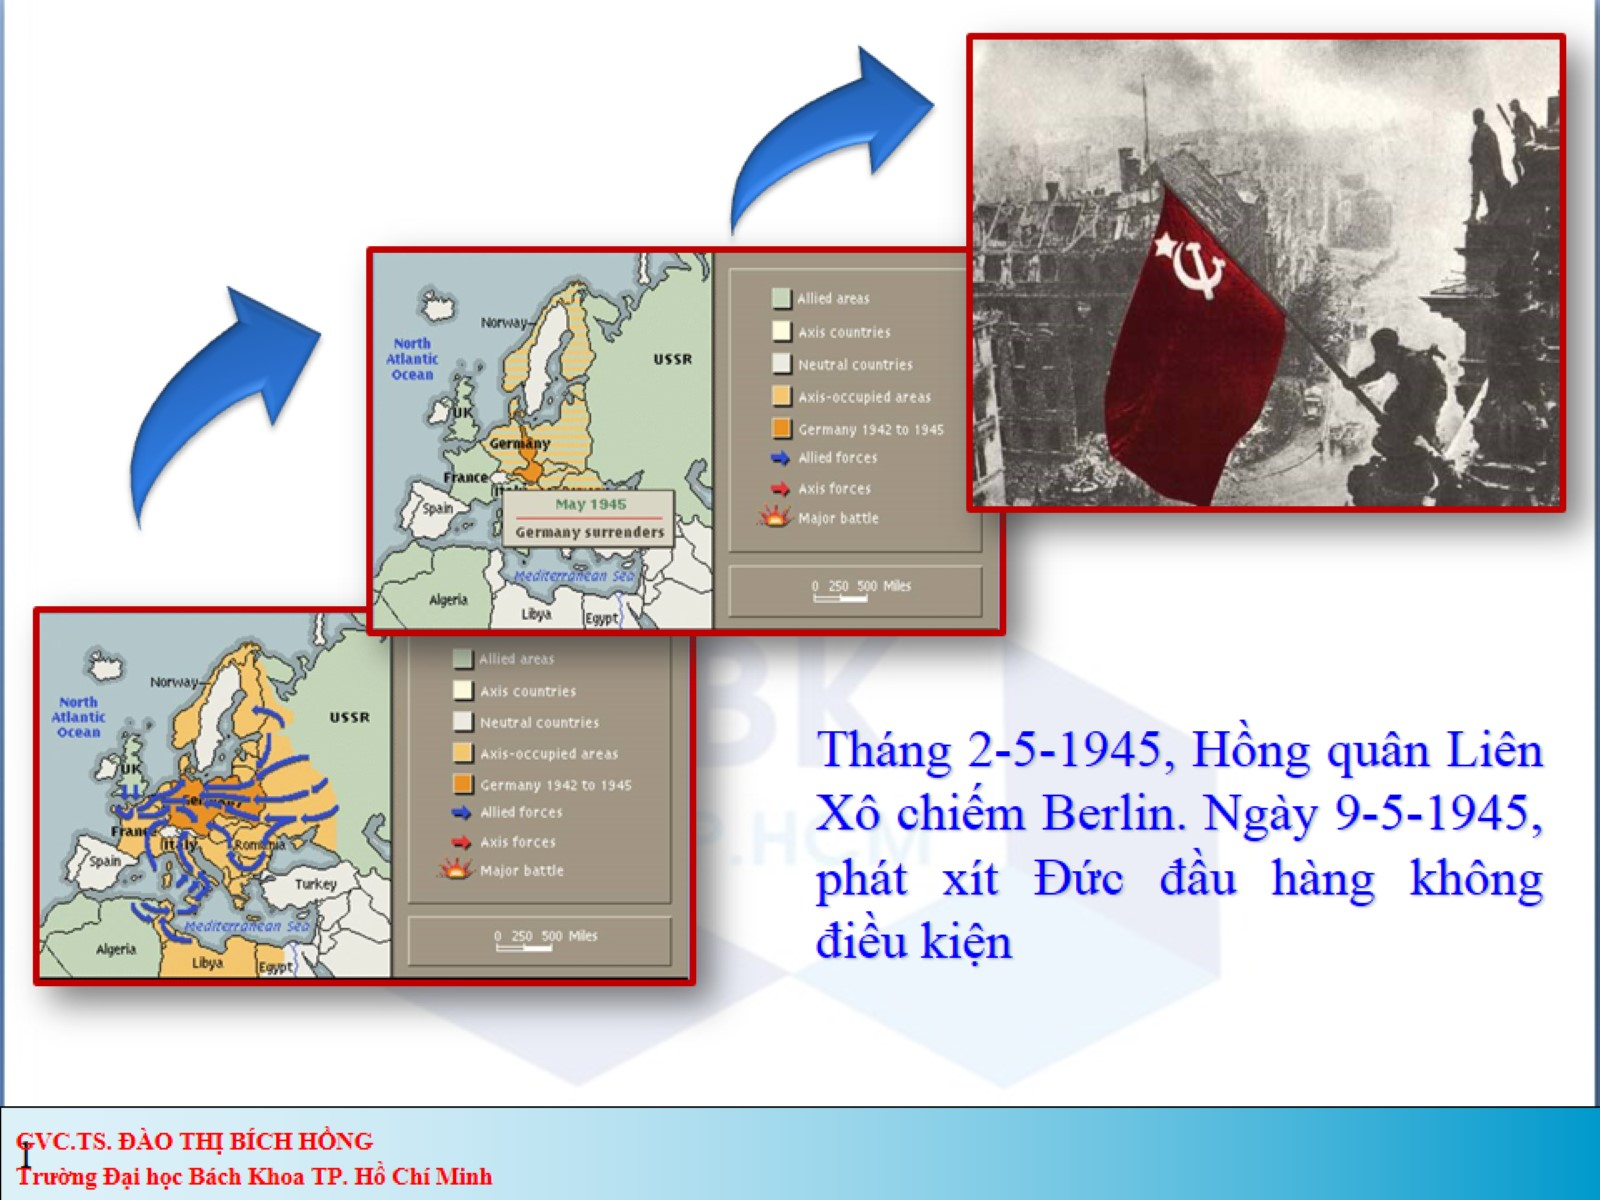 Norway
North
Atlantic
Ocean
USSR
UK
Germany
France
Italy
Spain
May 1945
Germany surrenders
Mediterranean Sea
Algeria
Libya
Egypt
Allied areas
Axis countries
Neutral countries
Axis-occupied areas
Germany 1942 to 1945
Allied forces
Axis forces
Major battle
0 250 500 Miles
Norway
North
Atlantic
Ocean
USSR
UK
Germany
France
Italy
Romania
Spain
Turkey
Mediterranean Sea
Algeria
Libya
Egypt
Allied areas
Axis countries
Neutral countries
Axis-occupied areas
Germany 1942 to 1945
Allied forces
Axis forces
Major battle
0 250 500 Miles
BK
TP.HCM
Tháng 2-5-1945, Hồng quân Liên
Xô chiếm Berlin. Ngày 9-5-1945,
phát xít Đức đầu hàng không
điều kiện
GVC.TS. ĐÀO THỊ BÍCH HỒNG
1
Trường Đại học Bách Khoa TP. Hồ Chí Minh